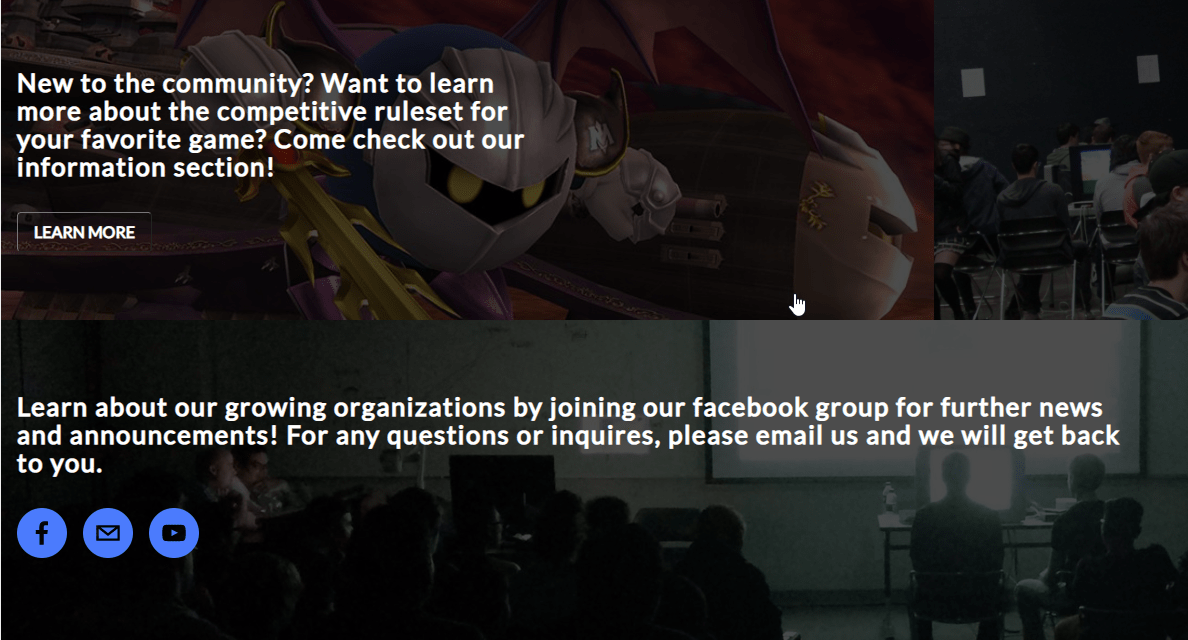 New to the community? Want to learn
more about the competitive ruleset for
your favorite game? Come check out our
information section!
LEARN MORE
Learn about our growing organizations by joining our facebook group for further news
and announcements! For any questions or inquires, please email us and we will get back
to you.